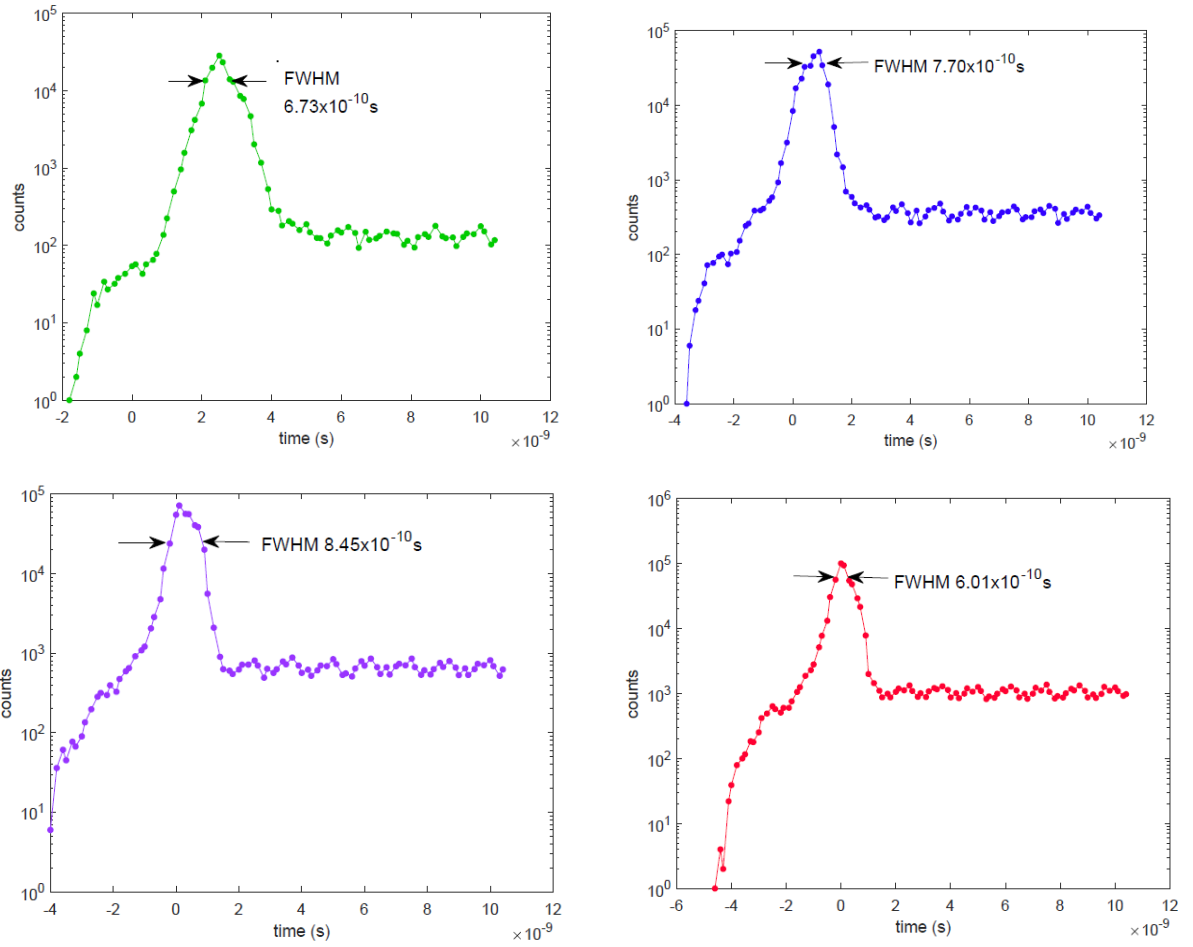 10^5
10^4
10^3
10^2
10^1
10^0
counts
FWHM
6.73x10^-10s
-2 0 2 4 6 8 10 12
time (s)
×10^-9
10^5
10^4
10^3
10^2
10^1
10^0
counts
FWHM 7.70x10^-10s
-4 -2 0 2 4 6 8 10 12
time (s)
×10^-9
10^5
10^4
10^3
10^2
10^1
10^0
counts
FWHM 8.45x10^-10s
-4 -2 0 2 4 6 8 10 12
time (s)
×10^-9
10^6
10^5
10^4
10^3
10^2
10^1
10^0
counts
FWHM 6.01x10^-10s
-6 -4 -2 0 2 4 6 8 10 12
time (s)
×10^-9